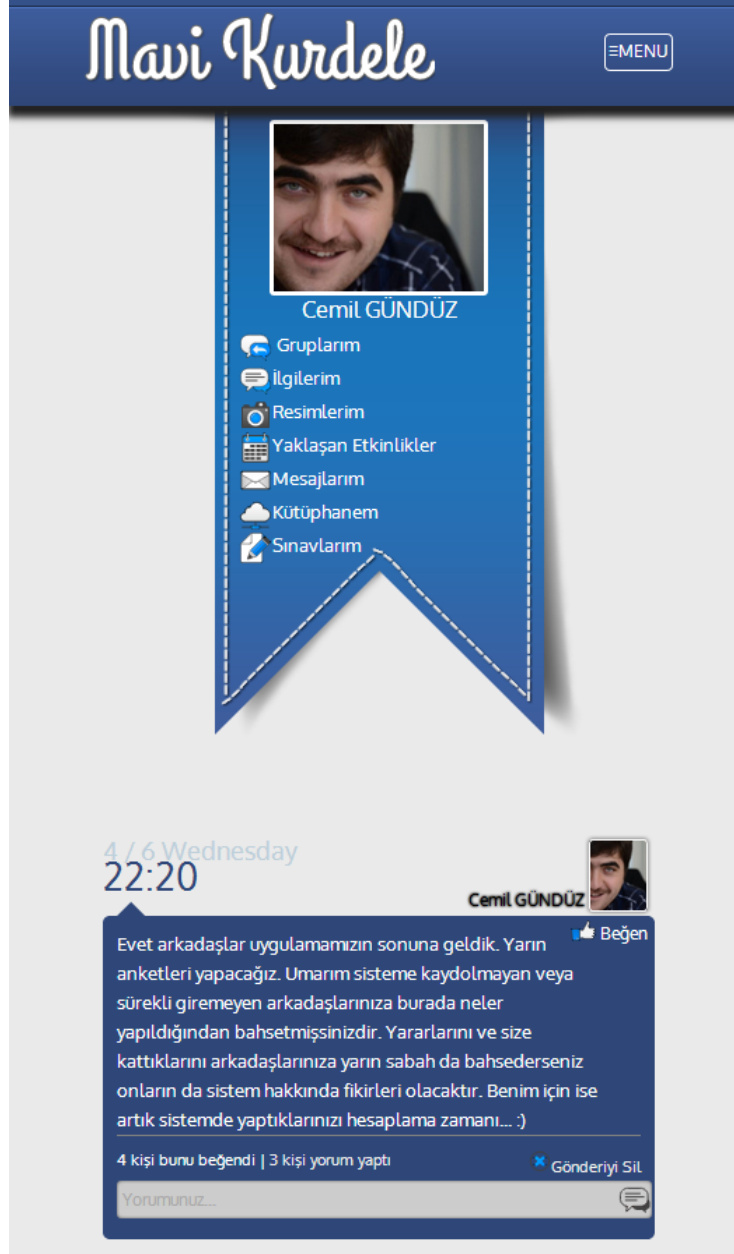 Mavi Kurdele
≡MENU
Cemil GÜNDÜZ
Gruplarım
İlgilerim
Resimlerim
Yaklaşan Etkinlikler
Mesajlarım
Kütüphanem
Sınavlarım
4 / 6 Wednesday
22:20
Cemil GÜNDÜZ
Beğen
Evet arkadaşlar uygulamamızın sonuna geldik. Yarın
anketleri yapacağız. Umarım sisteme kaydolmayan veya
sürekli giremeyen arkadaşlarınıza burada neler
yapıldığından bahsetmişsinizdir. Yararlarını ve size
kattıklarını arkadaşlarınıza yarın sabah da bahsederseniz
onların da sistem hakkında fikirleri olacaktır. Benim için ise
artık sistemde yaptıklarınızı hesaplama zamanı... :)
4 kişi bunu beğendi | 3 kişi yorum yaptı
Gönderiyi Sil
Yorumunuz...